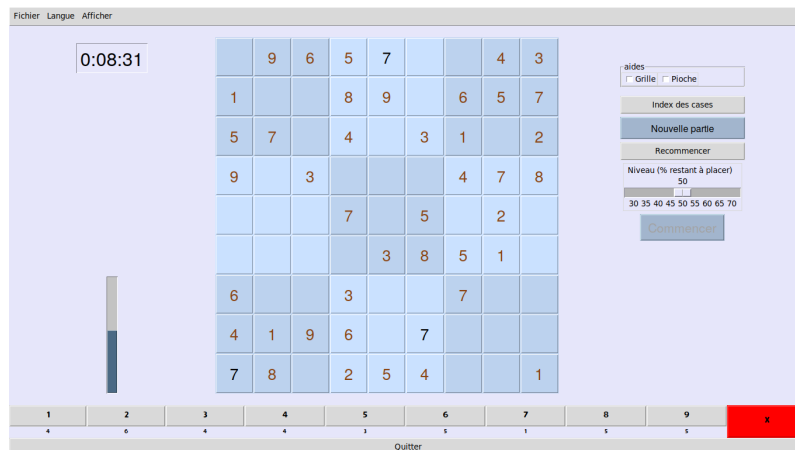 Fichier Langue Afficher
0:08:31
9 6 5 7 4 3
1 8 9 6 5 7
5 7 4 3 1 2
9 3 4 7 8
7 5 2
3 8 5 1
6 3 7
4 1 9 6 7
7 8 2 5 4 1
aides
Grille Pioche
Index des cases
Nouvelle partie
Recommencer
Niveau (% restant à placer)
50
30 35 40 45 50 55 60 65 70
Commencer
1 2 3 4 5 6 7 8 9 x
4 6 4 4 3 5 1 5 5
Quitter